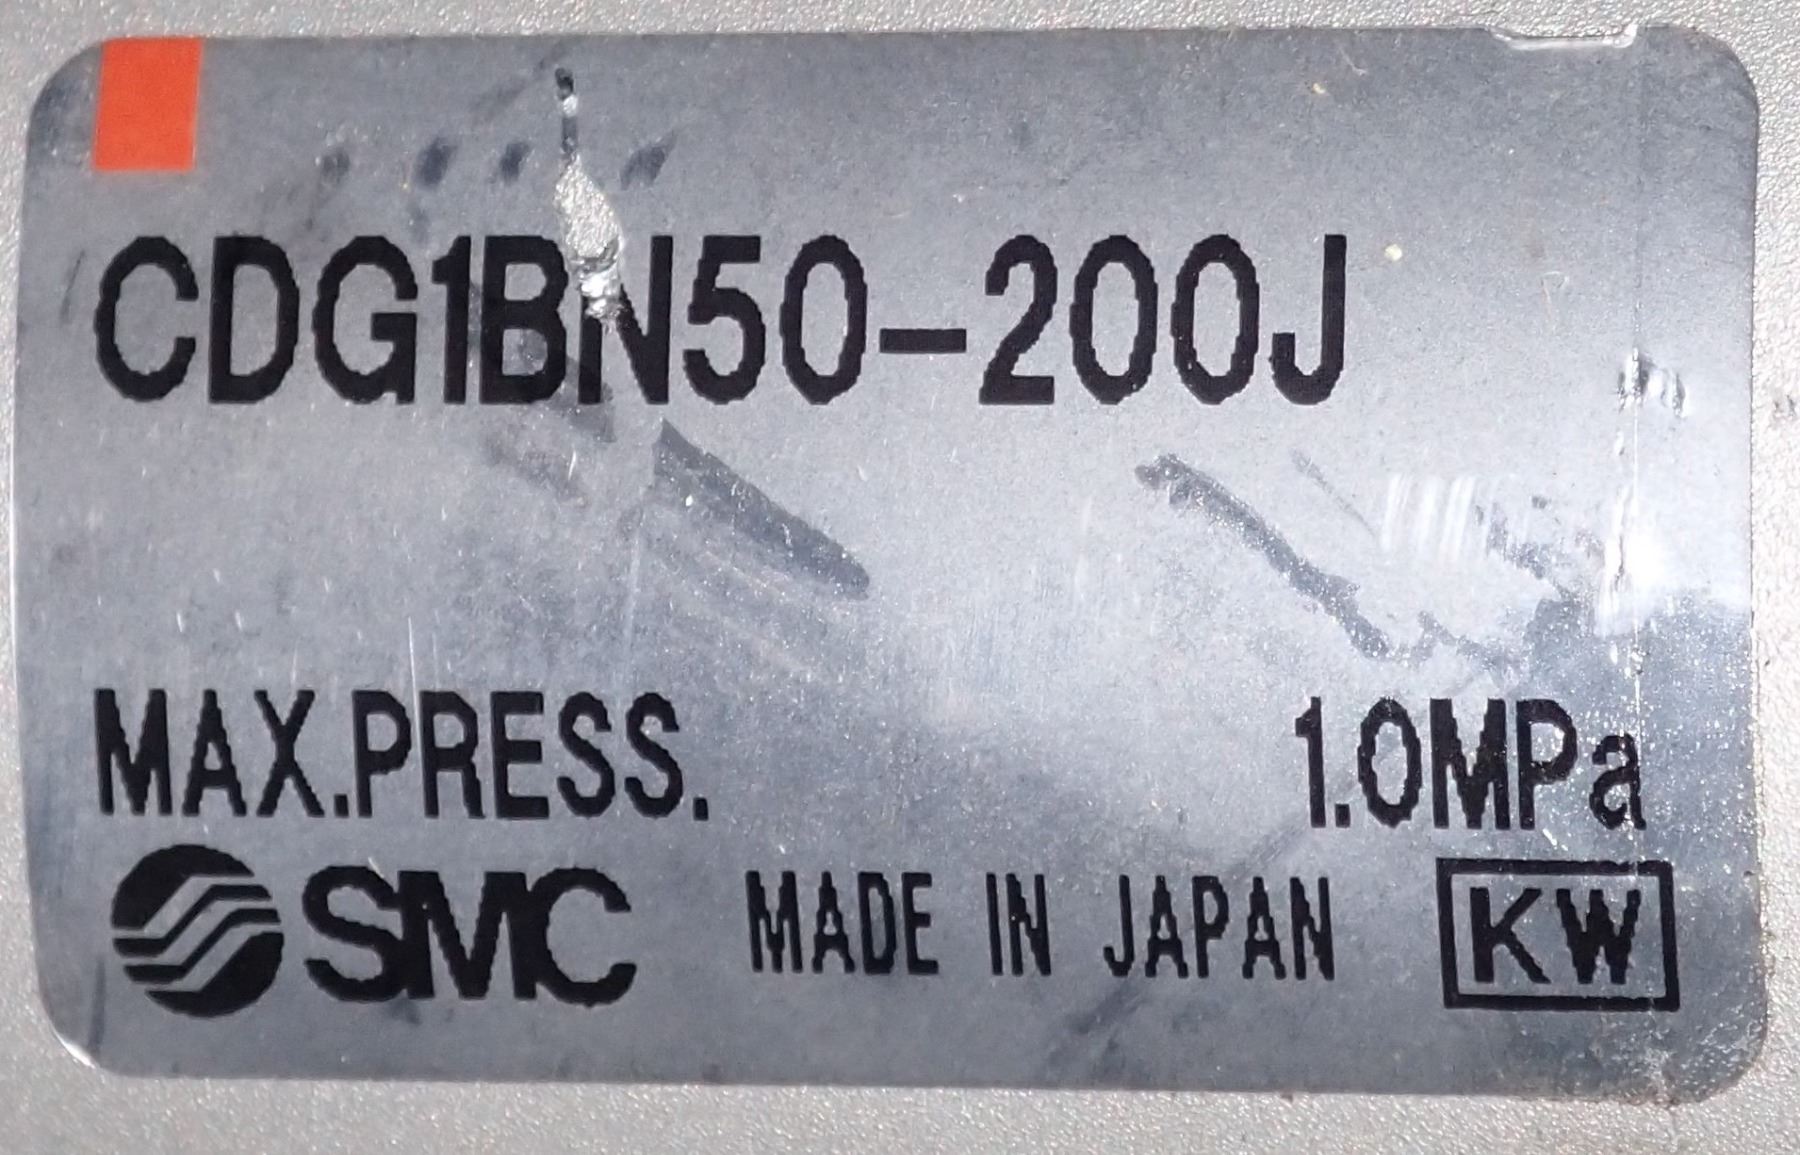 CDG1BN50-200J
MAX.PRESS. 1.0MPa
SMC MADE IN JAPAN KW